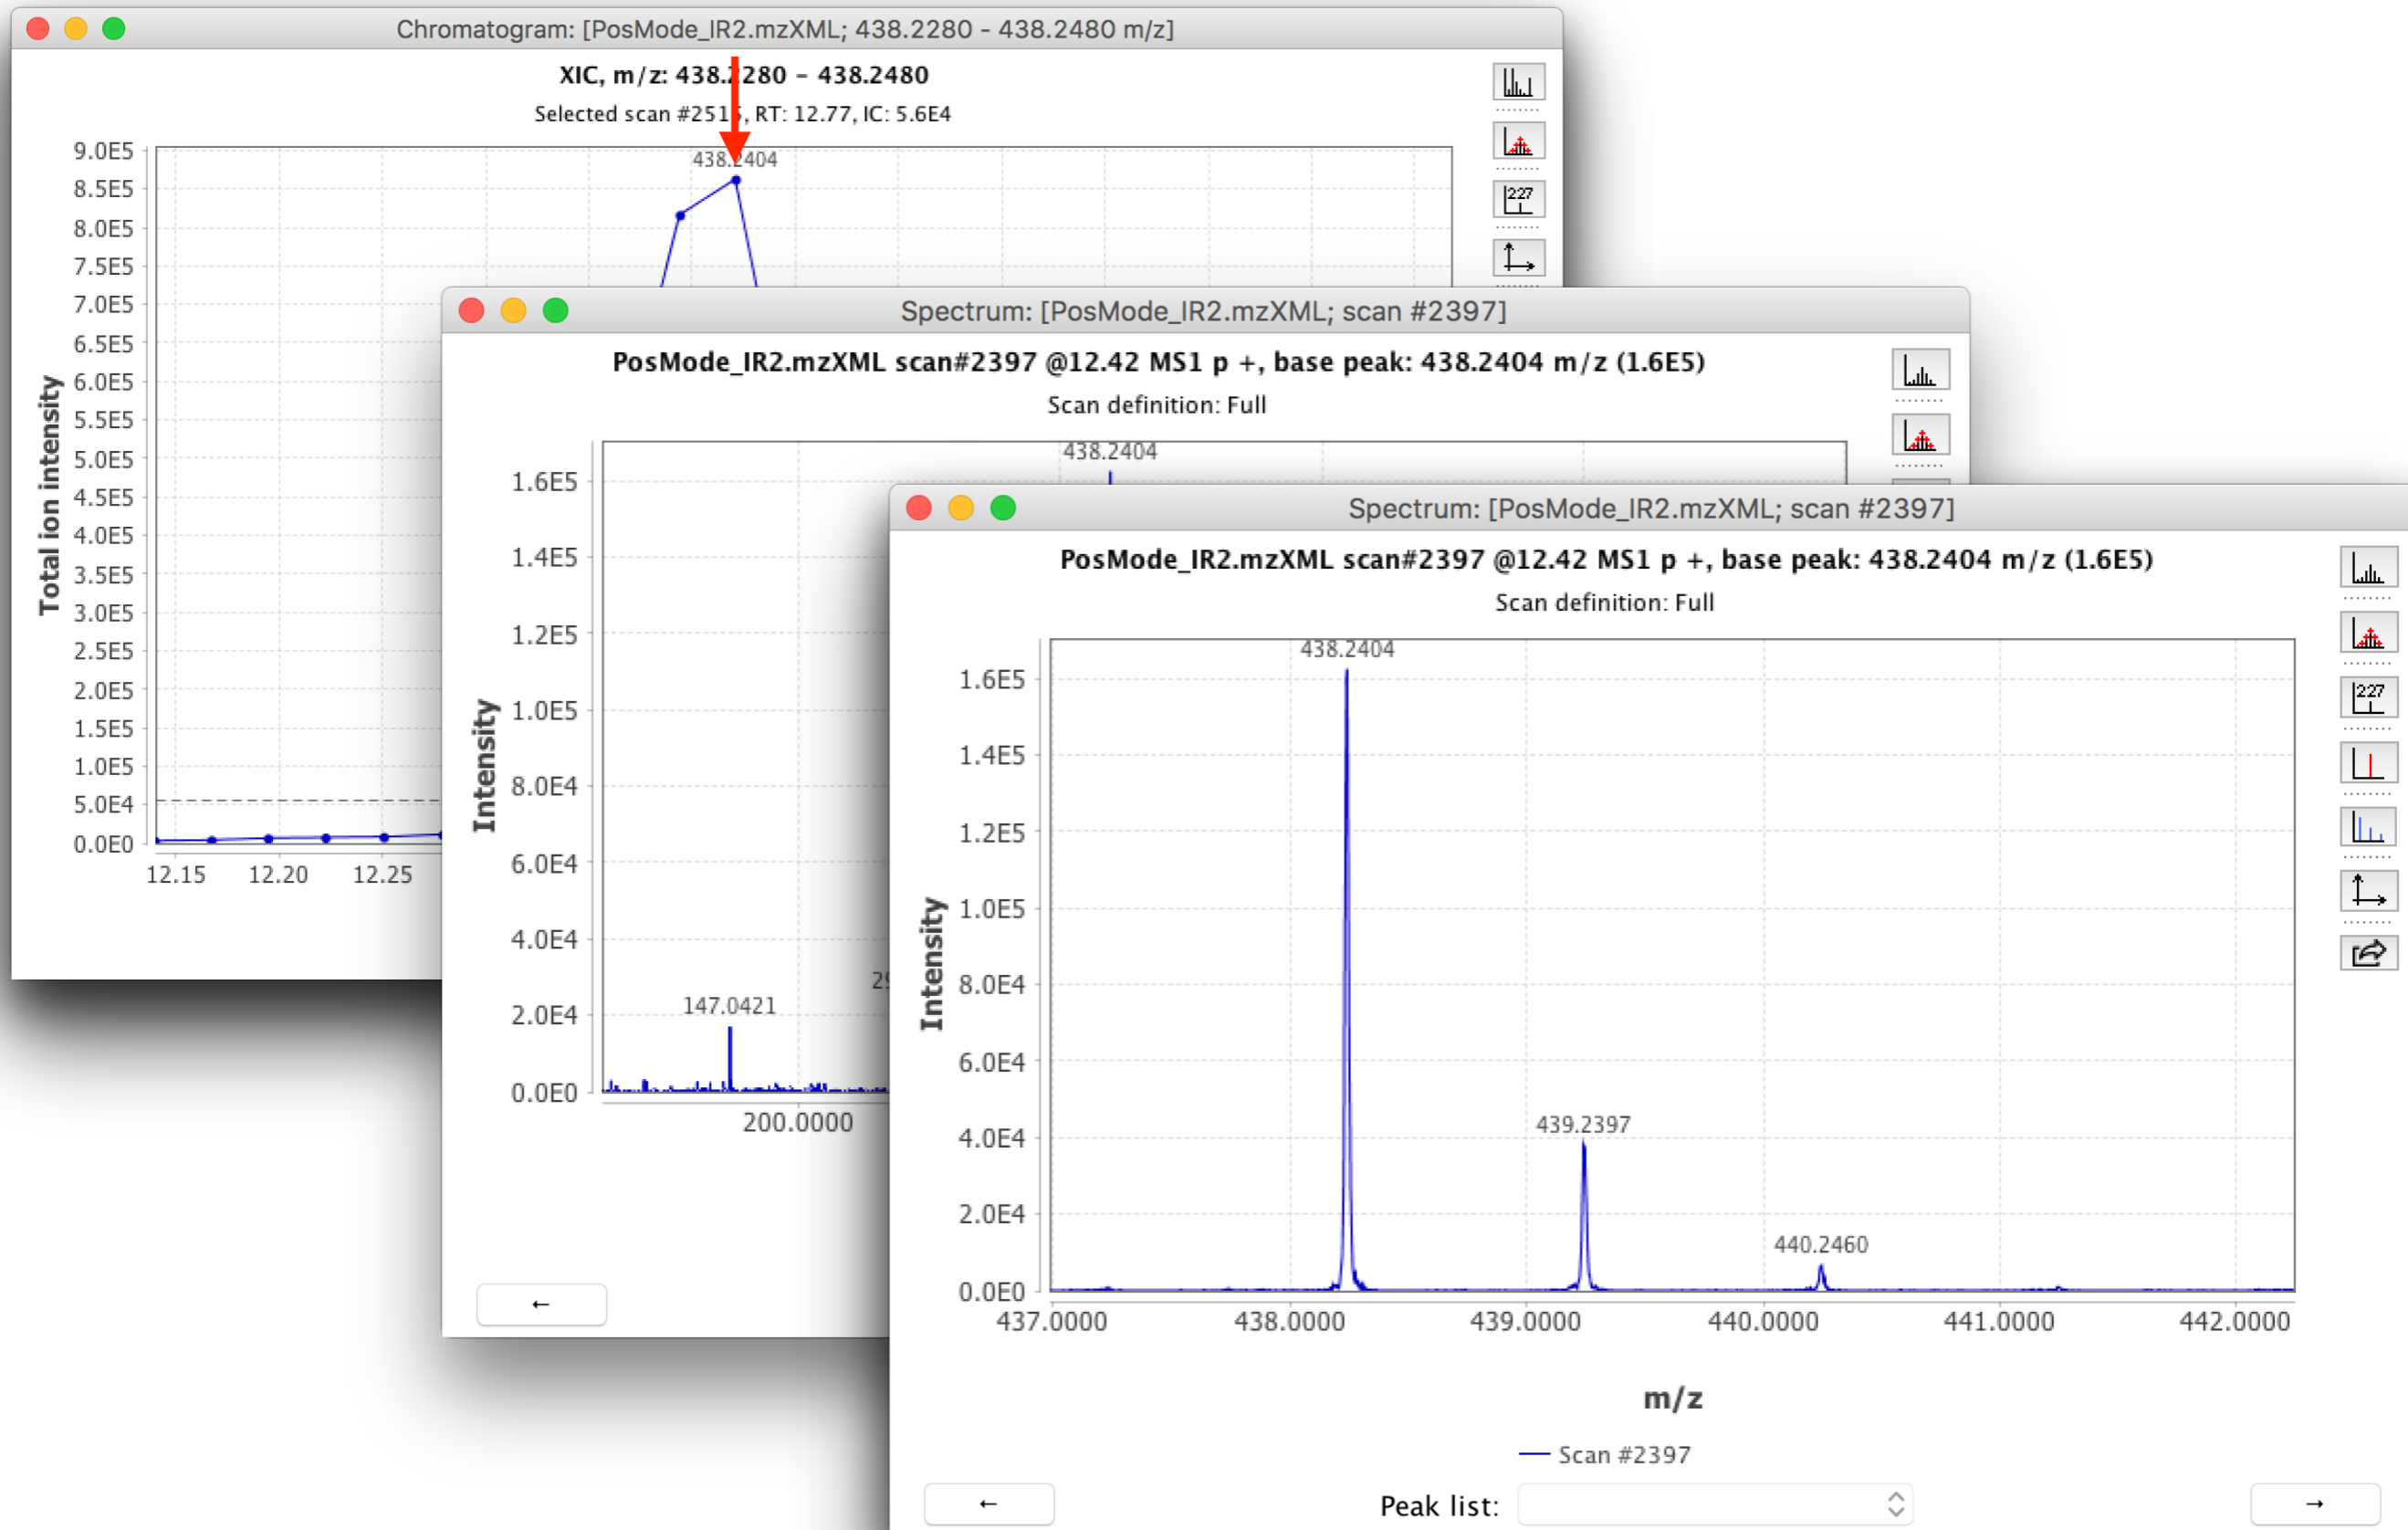 Chromatogram: [PosMode_IR2.mzXML; 438.2280 - 438.2480 m/z]
XIC, m/z: 438.2280 – 438.2480
Selected scan #2515, RT: 12.77, IC: 5.6E4
438.2404
227
Total ion intensity
9.0E5
8.5E5
8.0E5
7.5E5
7.0E5
6.5E5
6.0E5
5.5E5
5.0E5
4.5E5
4.0E5
3.5E5
3.0E5
2.5E5
2.0E5
1.5E5
1.0E5
5.0E4
0.0E0
12.15 12.20 12.25
Spectrum: [PosMode_IR2.mzXML; scan #2397]
PosMode_IR2.mzXML scan#2397 @12.42 MS1 p +, base peak: 438.2404 m/z (1.6E5)
Scan definition: Full
438.2404
Intensity
1.6E5
1.4E5
1.2E5
1.0E5
8.0E4
6.0E4
4.0E4
2.0E4
0.0E0
29
147.0421
200.0000
←
Spectrum: [PosMode_IR2.mzXML; scan #2397]
PosMode_IR2.mzXML scan#2397 @12.42 MS1 p +, base peak: 438.2404 m/z (1.6E5)
Scan definition: Full
438.2404
227
Intensity
1.6E5
1.4E5
1.2E5
1.0E5
8.0E4
6.0E4
4.0E4
2.0E4
0.0E0
439.2397
440.2460
437.0000 438.0000 439.0000 440.0000 441.0000 442.0000
m/z
Scan #2397
← Peak list: →